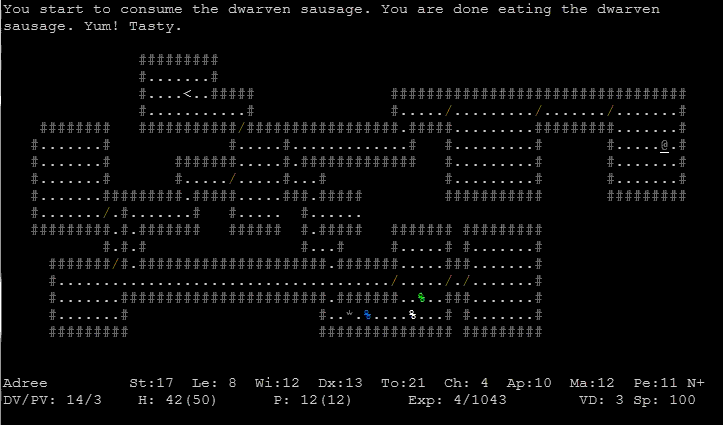 You start to consume the dwarven sausage. You are done eating the dwarven
sausage. Yum! Tasty.
Adree St:17 Le: 8 Wi:12 Dx:13 To:21 Ch: 4 Ap:10 Ma:12 Pe:11 N+
DV/PV: 14/3 H: 42(50) P: 12(12) Exp: 4/1043 VD: 3 Sp: 100